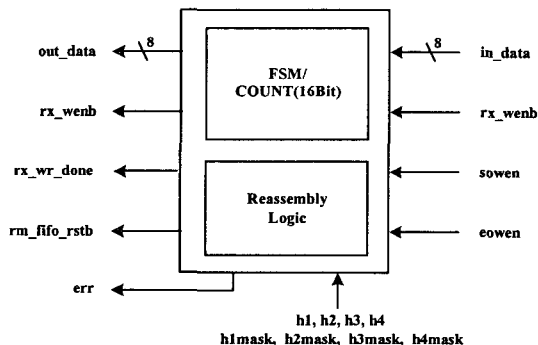 out_data
8
FSM/
COUNT(16Bit)
8
in_data
rx_wenb
rx_wenb
rx_wr_done
Reassembly
Logic
sowen
rm_fifo_rstb
eowen
err
h1, h2, h3, h4
h1mask, h2mask, h3mask, h4mask